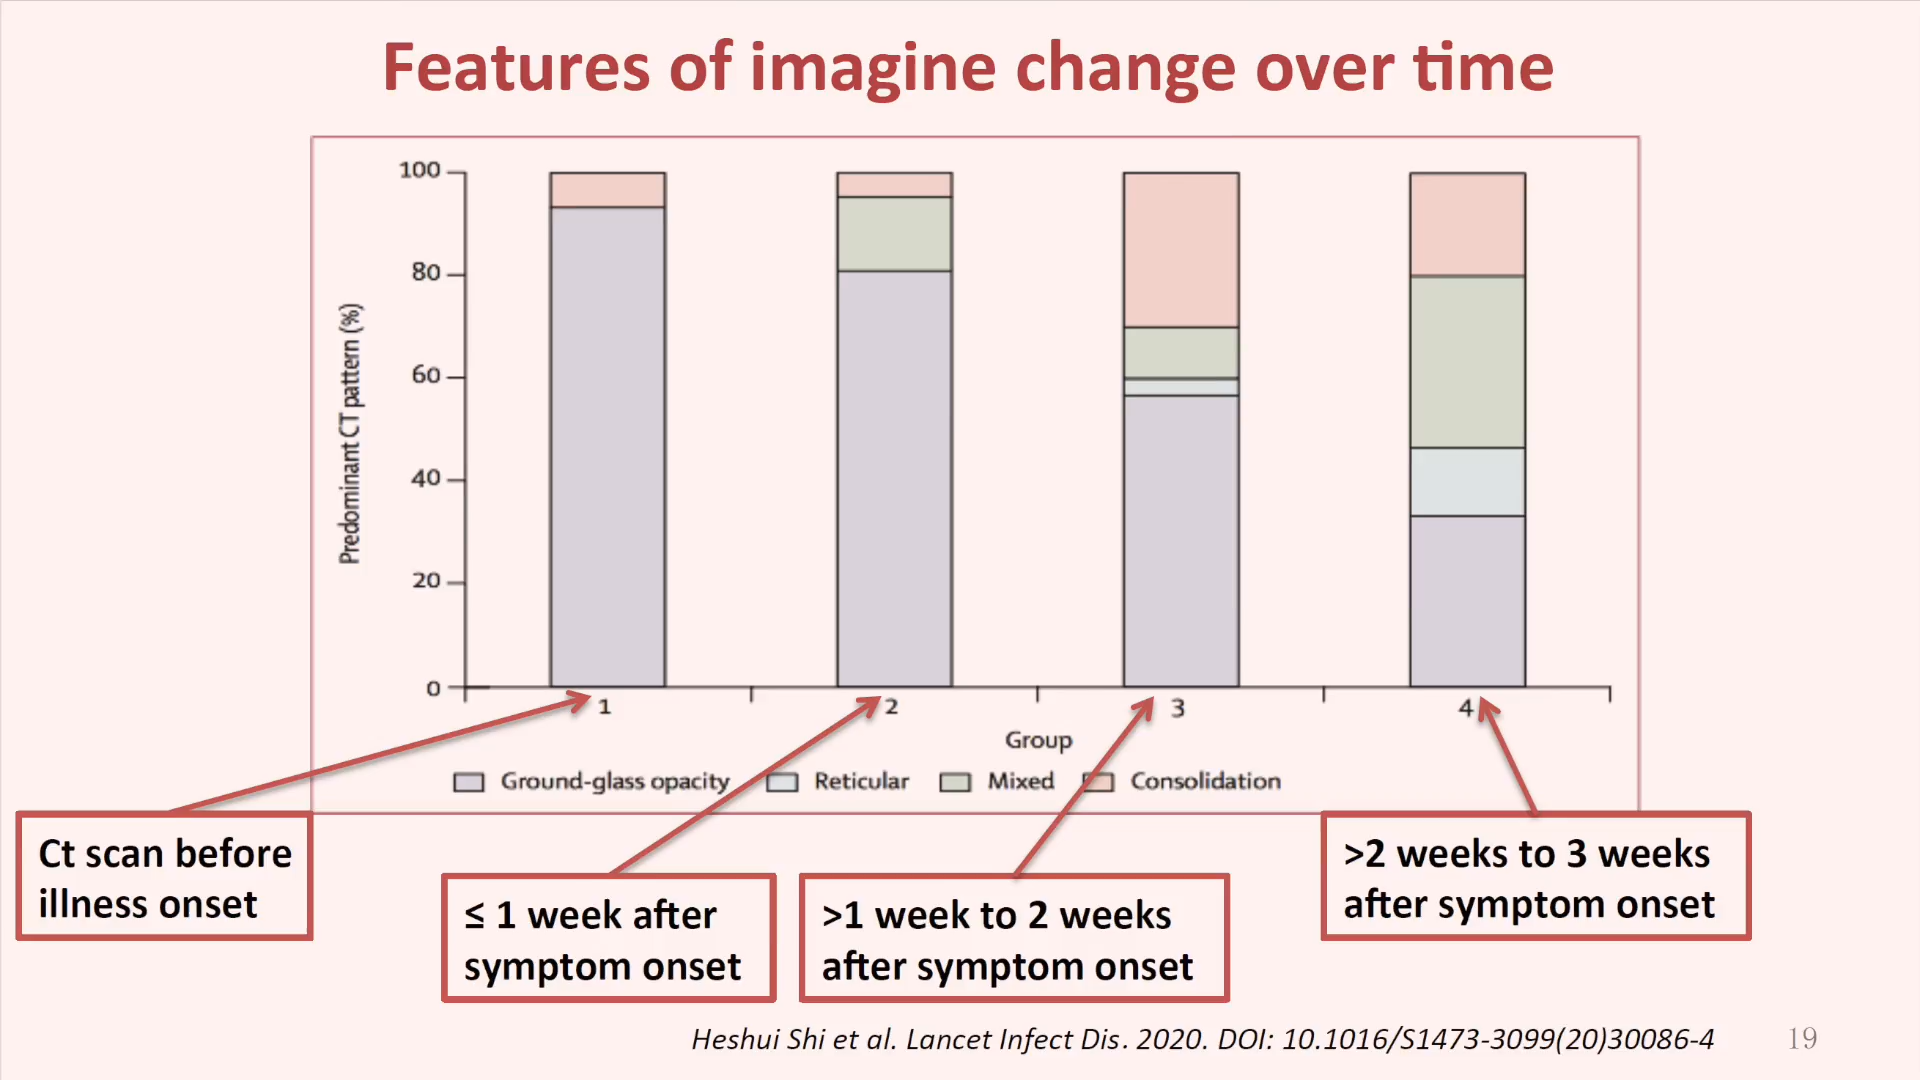 Features of imagine change over time
Predominant CT pattern (%)
100
80
60
40
20
0
1
2
3
4
Group
Ground-glass opacity
Reticular
Mixed
Consolidation
Ct scan before
illness onset
≤ 1 week after
symptom onset
>1 week to 2 weeks
after symptom onset
>2 weeks to 3 weeks
after symptom onset
Heshui Shi et al. Lancet Infect Dis. 2020. DOI: 10.1016/S1473-3099(20)30086-4
19